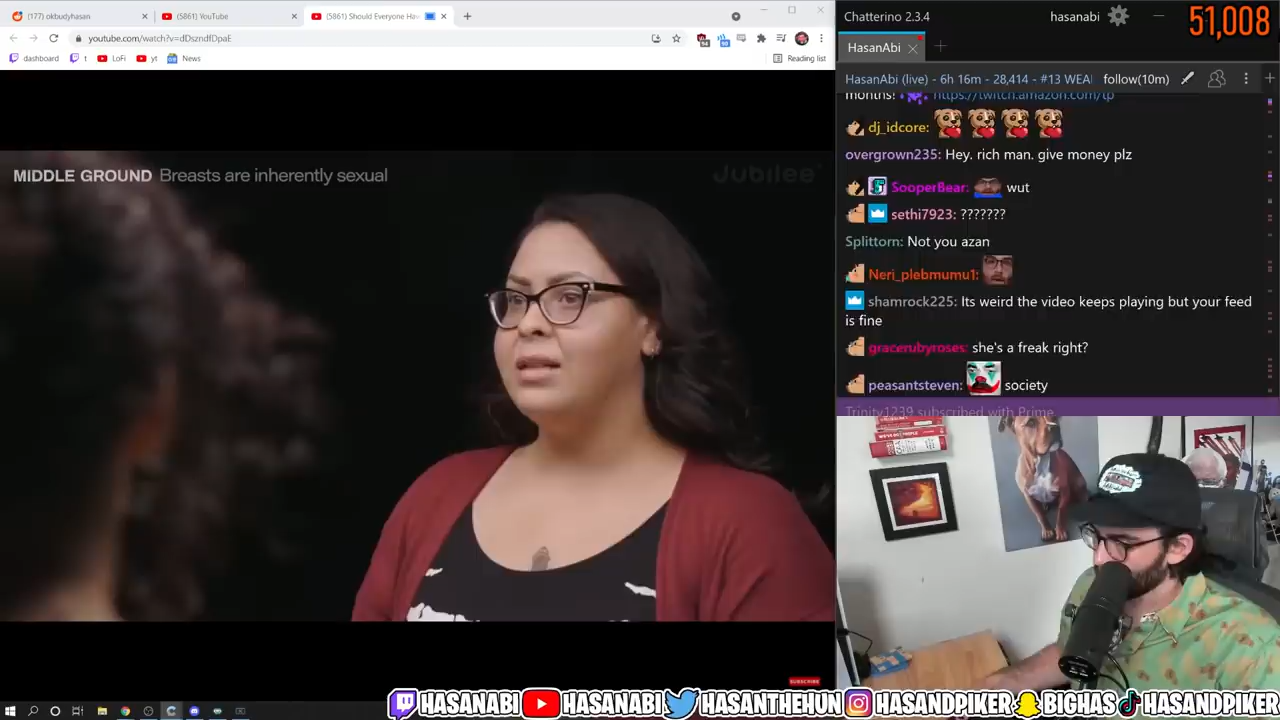 (177) okbudyhasan
(5861) YouTube
(5861) Should Everyone Hav
youtube.com/watch?v=dDszndfDpaE
dashboard
1
LoFi
yt
News
Reading list
MIDDLE GROUND Breasts are inherently sexual
Jubilee
SUBSCRIBE
Chatterino 2.3.4
hasanabi
51,008
HasanAbi
HasanAbi (live) - 6h 16m - 28,414 - #13 WEA
follow(10m)
months! https://twitch.amazon.com/tp
dj_idcore:
overgrown235: Hey. rich man. give money plz
SooperBear: wut
sethi7923: ???????
Splittorn: Not you azan
Neri_plebmumu1:
shamrock225: Its weird the video keeps playing but your feed
is fine
gracerubyroses: she's a freak right?
peasantsteven: society
Trinity1239 subscribed with Prime.
HASANABI HASANABI HASANTHEHUN HASANDPIKER BIGHAS HASANDPIKER